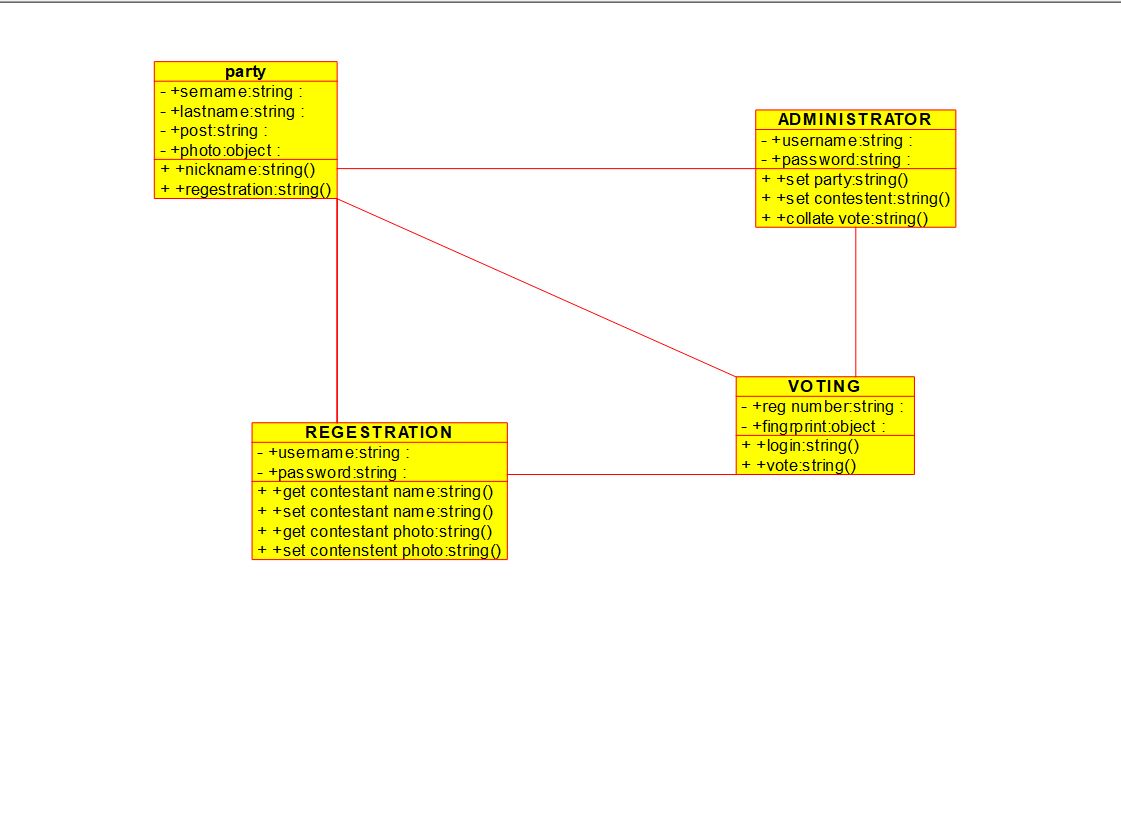 party
- +sername:string :
- +lastname:string :
- +post:string :
- +photo:object :
+ +nickname:string()
+ +regestration:string()
ADMINISTRATOR
- +username:string :
- +password:string :
+ +set party:string()
+ +set contestent:string()
+ +collate vote:string()
VOTING
- +reg number:string :
- +fingrprint:object :
+ +login:string()
+ +vote:string()
REGESTRATION
- +username:string :
- +password:string :
+ +get contestant name:string()
+ +set contestant name:string()
+ +get contestant photo:string()
+ +set contenstent photo:string()